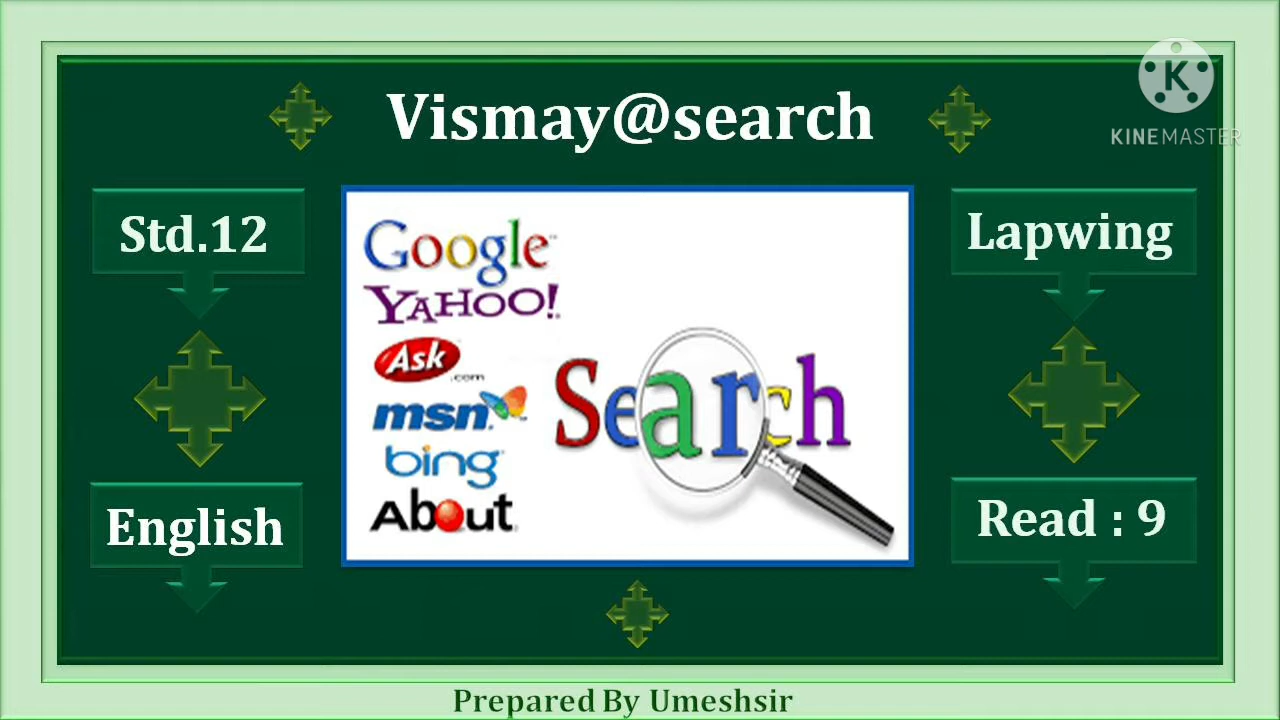 Vismay@search
KINEMASTER
Std.12
Lapwing
Google
YAHOO!
Ask
.com
msn
Search
bing
About
English
Read : 9
Prepared By Umeshsir